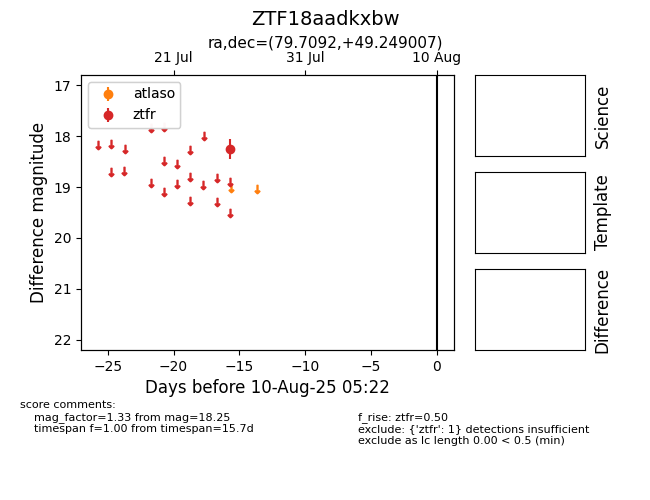 ZTF18aadkxbw
ra,dec=(79.7092,+49.249007)
21 Jul
31 Jul
10 Aug
atlaso
ztfr
17
18
19
20
21
22
Difference magnitude
−25
−20
−15
−10
−5
0
Days before 10-Aug-25 05:22
Science
Template
Difference
score comments:
mag_factor=1.33 from mag=18.25
timespan f=1.00 from timespan=15.7d
f_rise: ztfr=0.50
exclude: {'ztfr': 1} detections insufficient
exclude as lc length 0.00 < 0.5 (min)